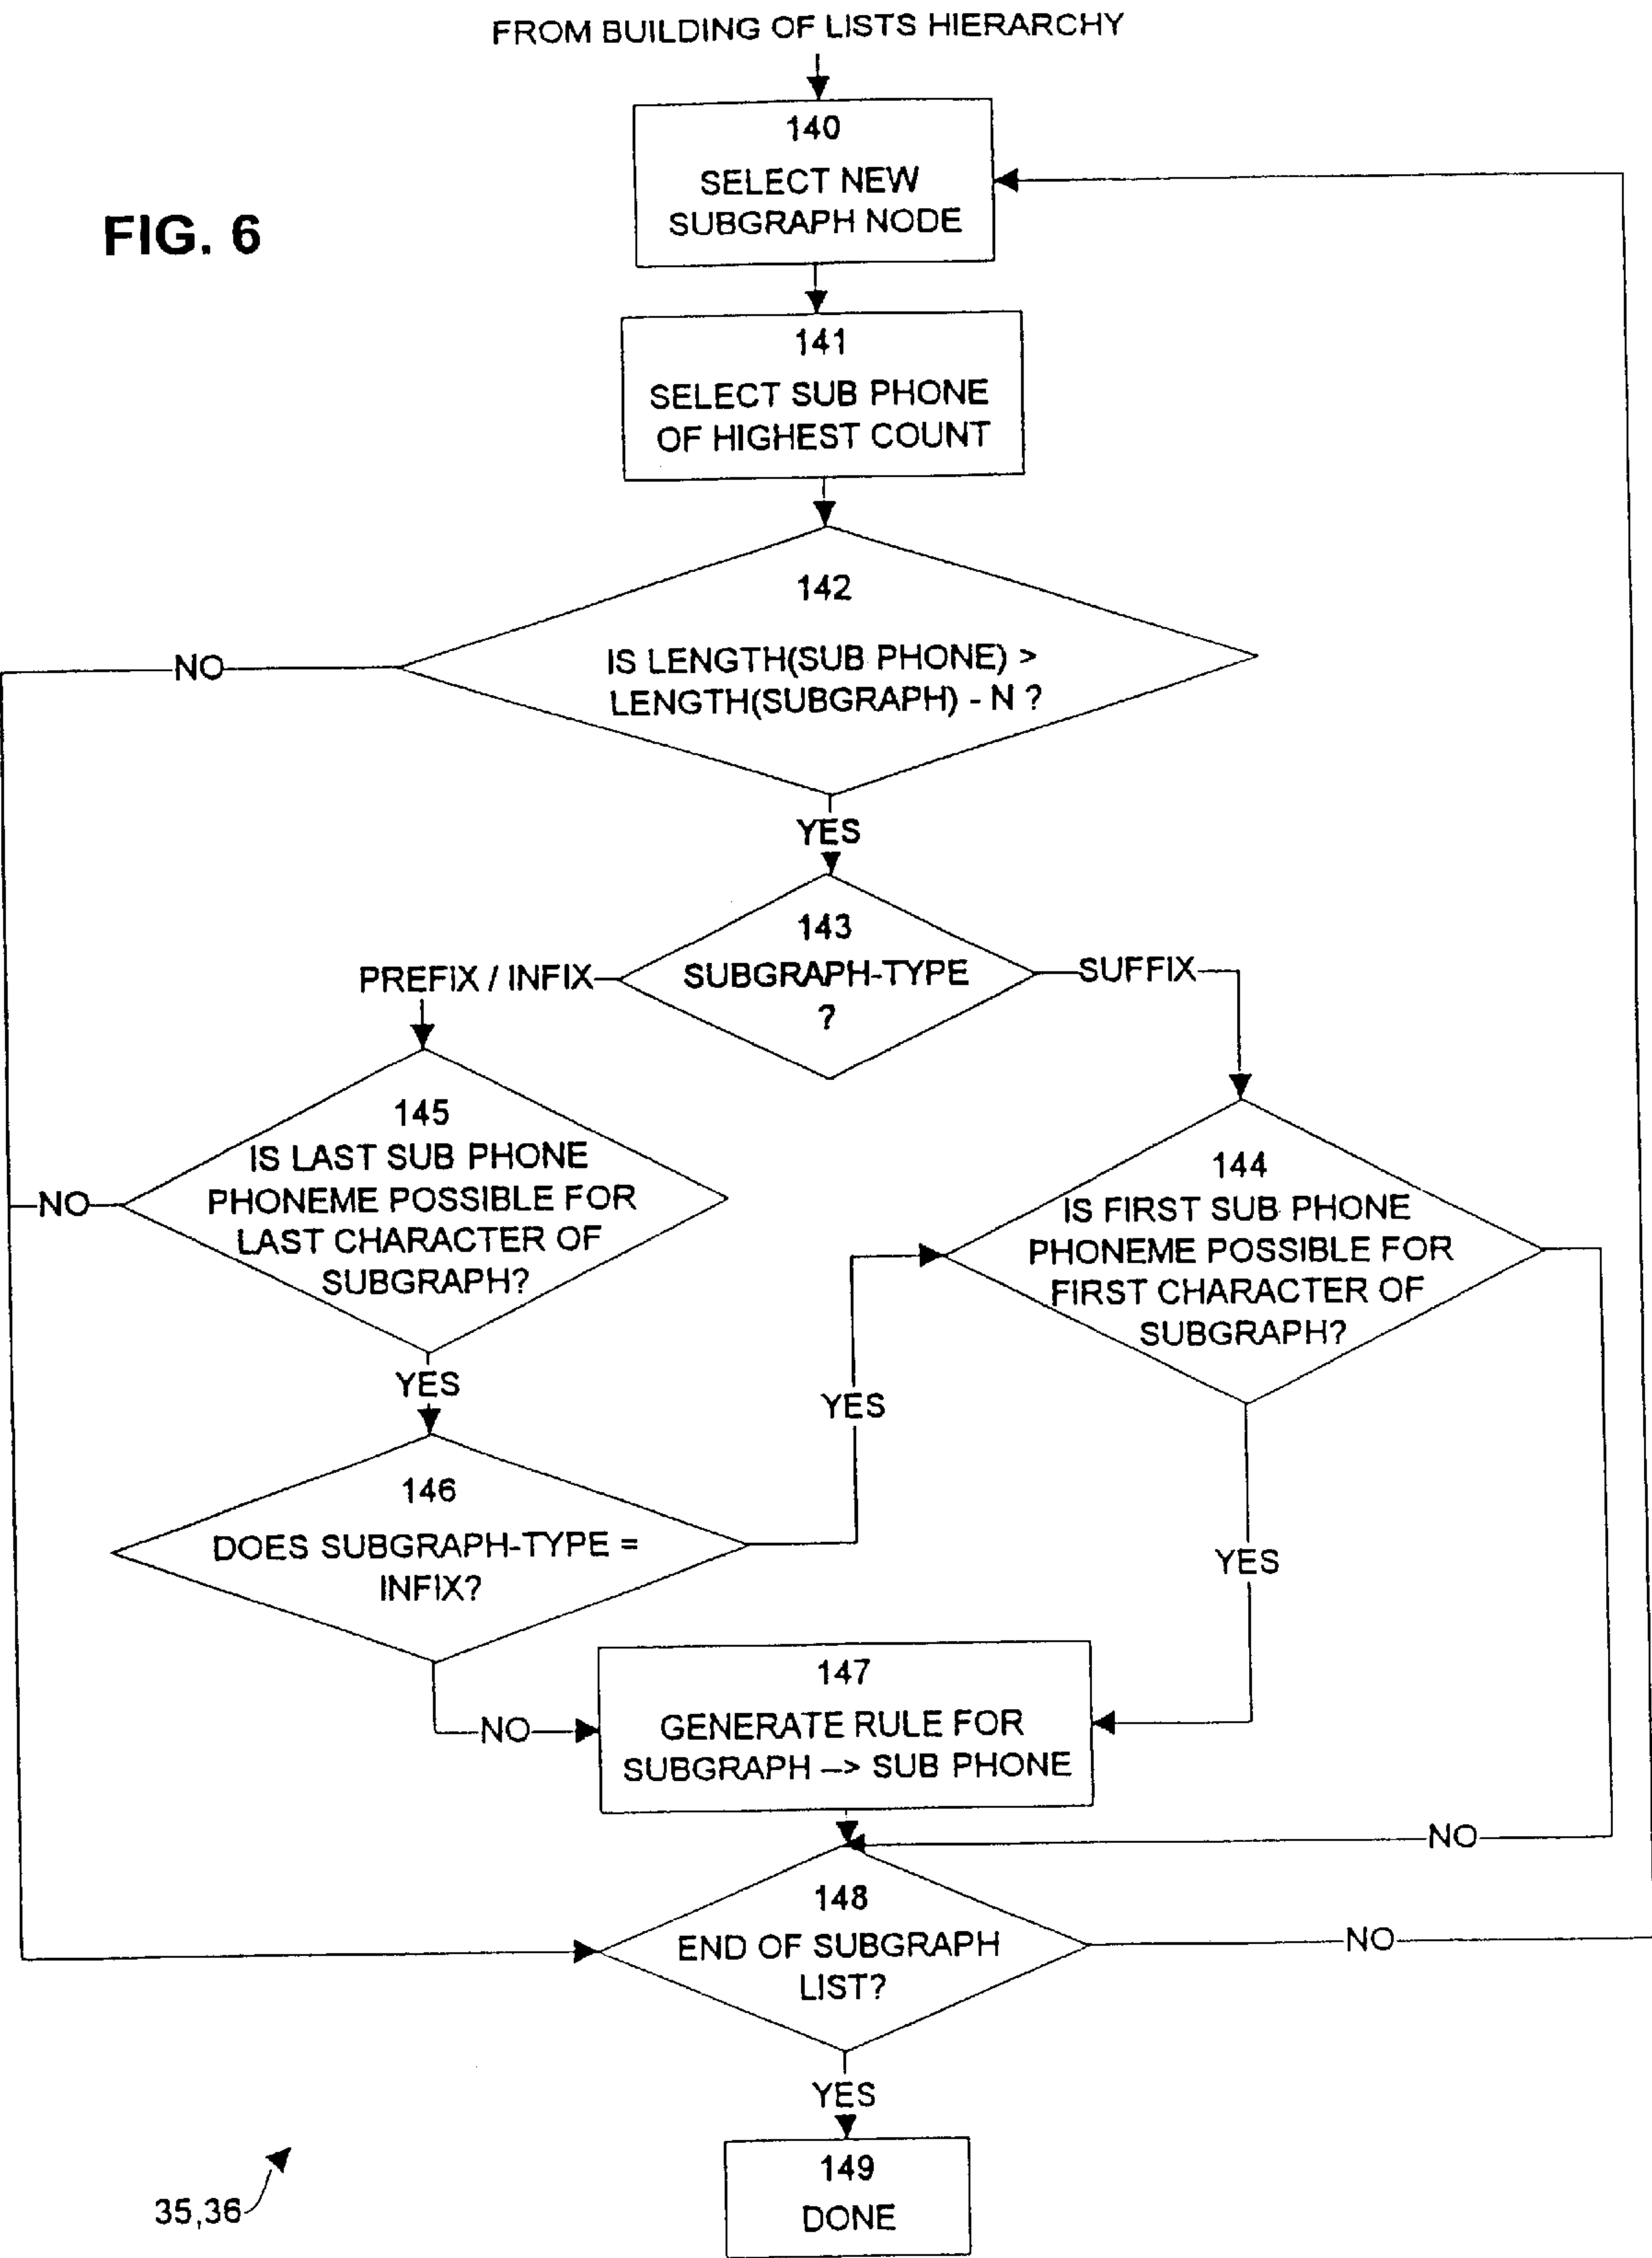 FROM BUILDING OF LISTS HIERARCHY
140
SELECT NEW
SUBGRAPH NODE
FIG. 6
141
SELECT SUB PHONE
OF HIGHEST COUNT
142
IS LENGTH(SUB PHONE) >
LENGTH(SUBGRAPH) - N ?
NO
YES
143
SUBGRAPH-TYPE
?
PREFIX / INFIX
SUFFIX
145
IS LAST SUB PHONE
PHONEME POSSIBLE FOR
LAST CHARACTER OF
SUBGRAPH?
NO
144
IS FIRST SUB PHONE
PHONEME POSSIBLE FOR
FIRST CHARACTER OF
SUBGRAPH?
YES
YES
146
DOES SUBGRAPH-TYPE =
INFIX?
YES
147
GENERATE RULE FOR
SUBGRAPH --> SUB PHONE
NO
NO
148
END OF SUBGRAPH
LIST?
NO
YES
149
DONE
35,36